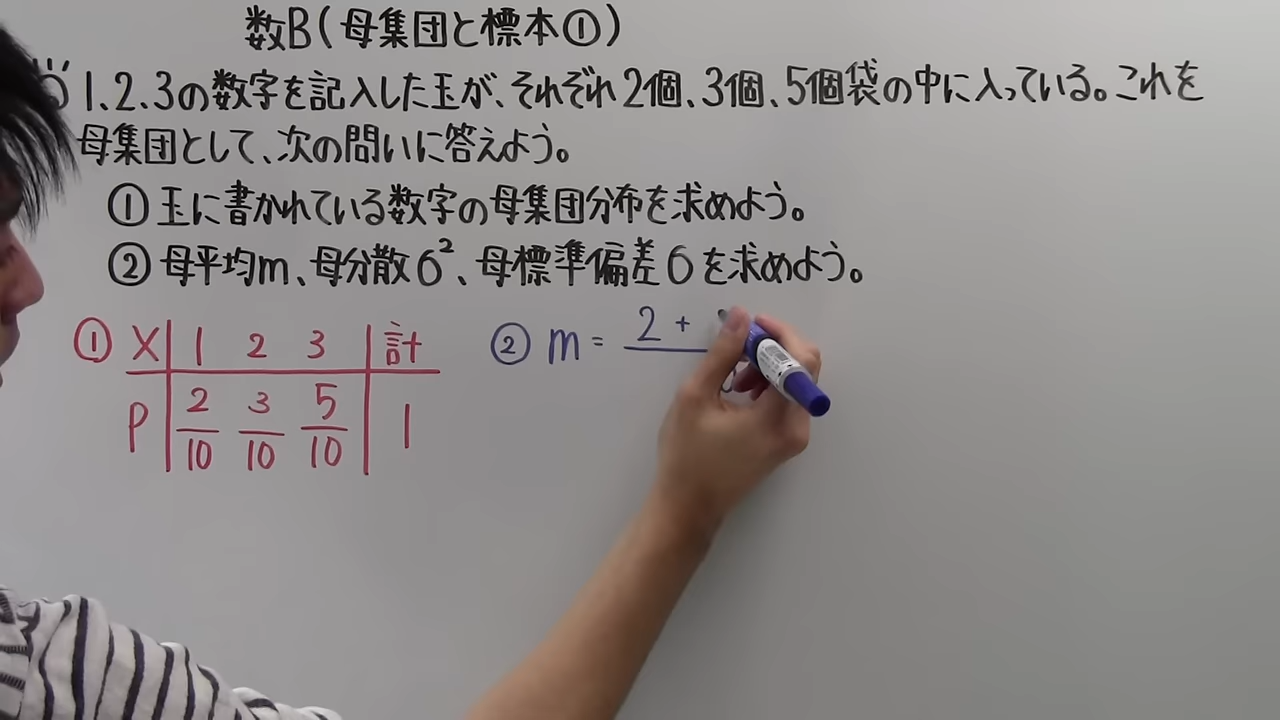 数B(母集団と標本①)
1、2、3の数字を記入した玉が、それぞれ2個、3個、5個袋の中に入っている。これを
母集団として、次の問いに答えよう。
①玉に書かれている数字の母集団分布を求めよう。
②母平均m、母分散σ²、母標準偏差σを求めよう。
① X 1 2 3 計
P 2/10 3/10 5/10 1
② m = 2 +